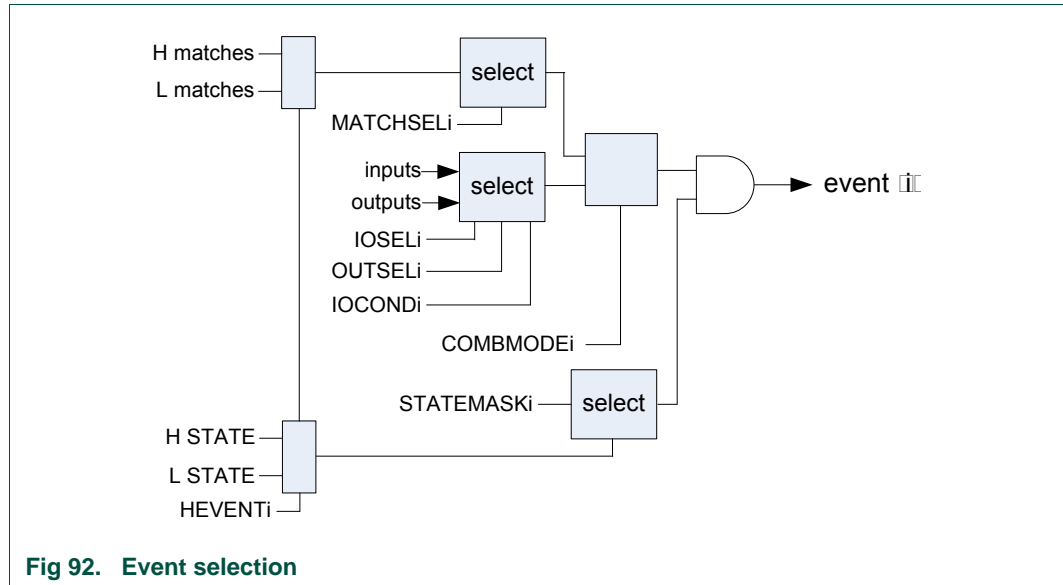 H matches
L matches
select
MATCHSELi
inputs
outputs
select
IOSELi
OUTSELi
IOCONDi
event i
COMBMODEi
STATEMASKi
select
H STATE
L STATE
HEVENTi
Fig 92. Event selection